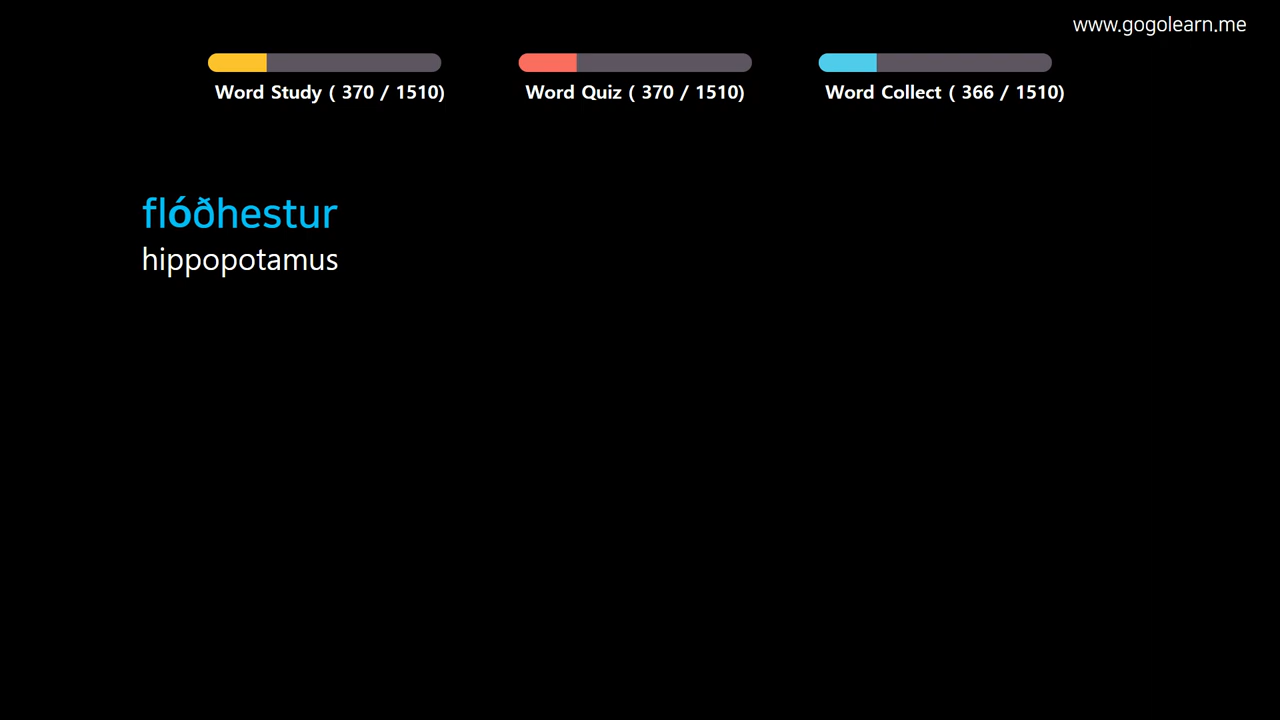 www.gogolearn.me
Word Study ( 370 / 1510)
Word Quiz ( 370 / 1510)
Word Collect ( 366 / 1510)
flóðhestur
hippopotamus